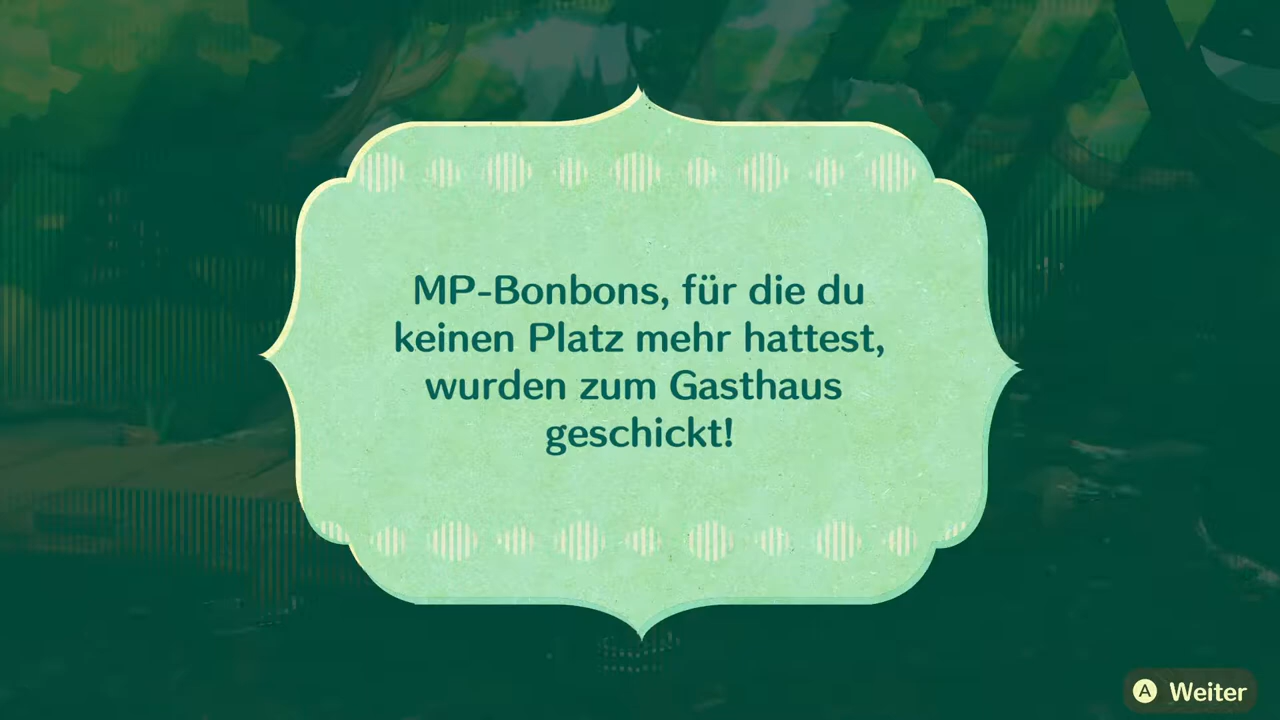 MP-Bonbons, für die du
keinen Platz mehr hattest,
wurden zum Gasthaus
geschickt!
A Weiter